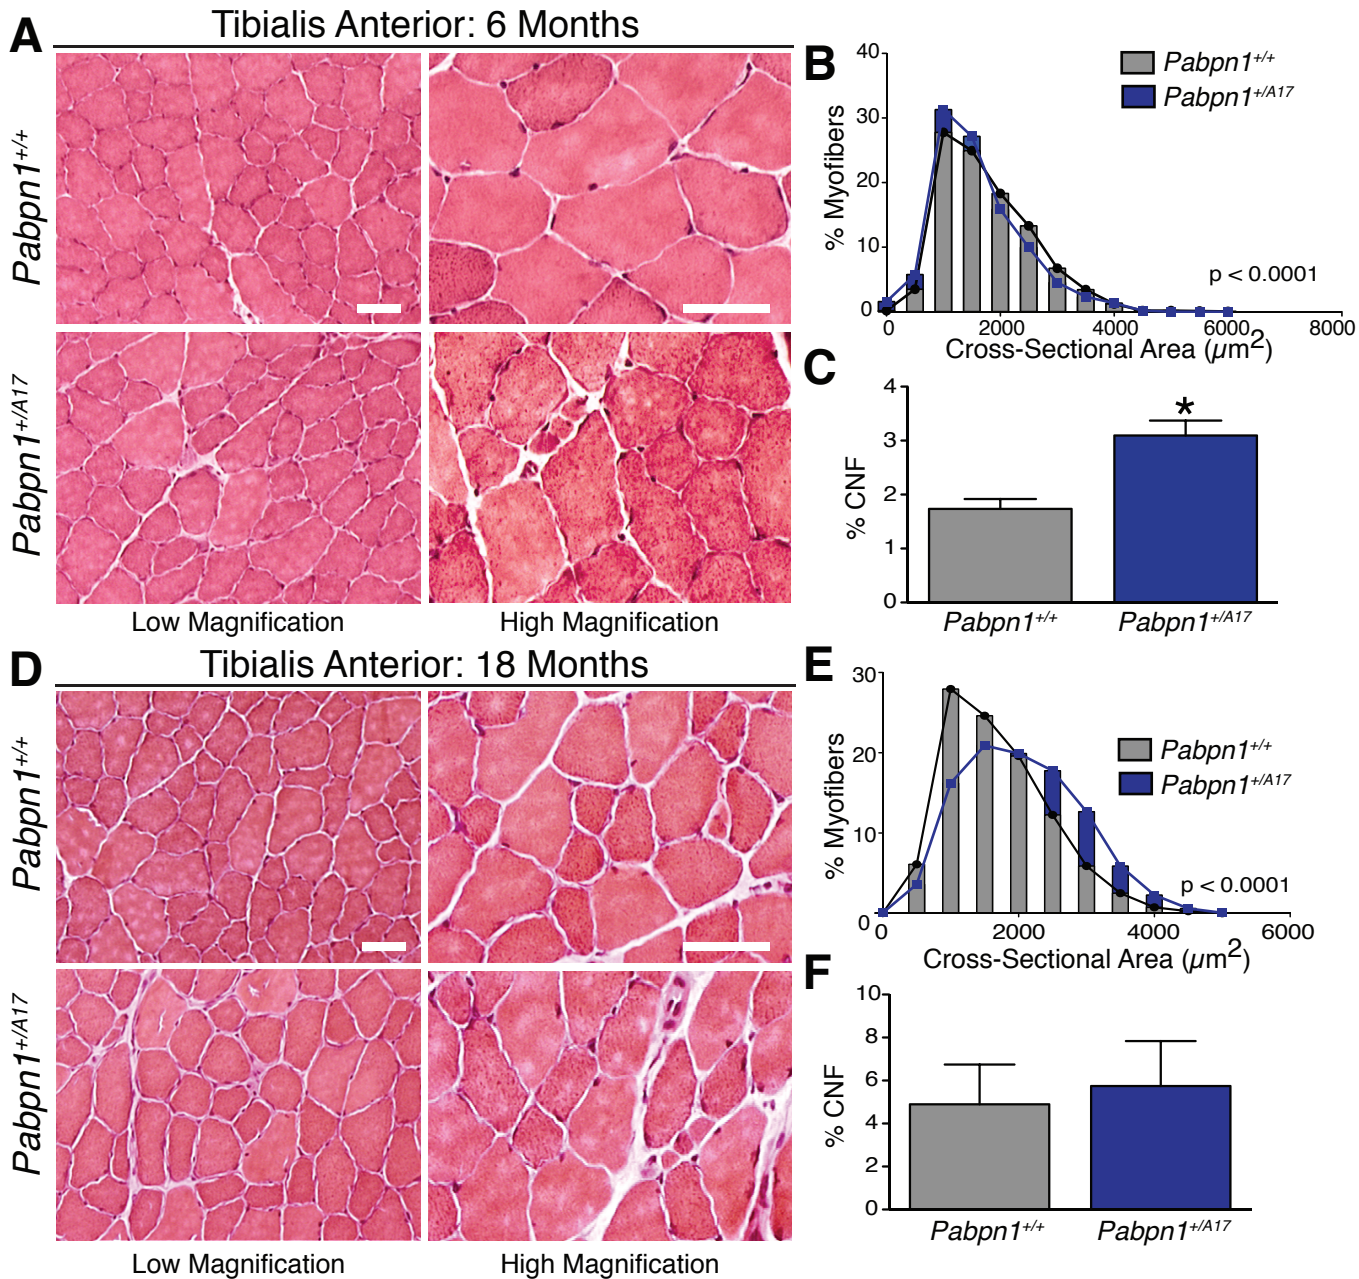 A
Tibialis Anterior: 6 Months
Pabpn1+/+
Pabpn1+/A17
Low Magnification
High Magnification
B
Pabpn1+/+
Pabpn1+/A17
% Myofibers
40
30
20
10
0
p < 0.0001
0 2000 4000 6000 8000
Cross-Sectional Area (µm2)
C
% CNF
4
3
2
1
0
*
Pabpn1+/+
Pabpn1+/A17
D
Tibialis Anterior: 18 Months
Pabpn1+/+
Pabpn1+/A17
Low Magnification
High Magnification
E
Pabpn1+/+
Pabpn1+/A17
% Myofibers
30
20
10
0
p < 0.0001
0 2000 4000 6000
Cross-Sectional Area (µm2)
F
% CNF
10
8
6
4
2
0
Pabpn1+/+
Pabpn1+/A17